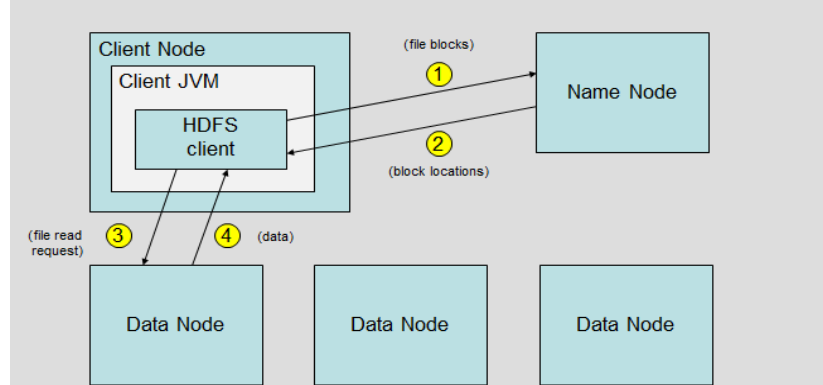 Client Node
(file blocks)
1
Client JVM
Name Node
HDFS
client
2
(block locations)
(file read
request)
3
4
(data)
Data Node
Data Node
Data Node